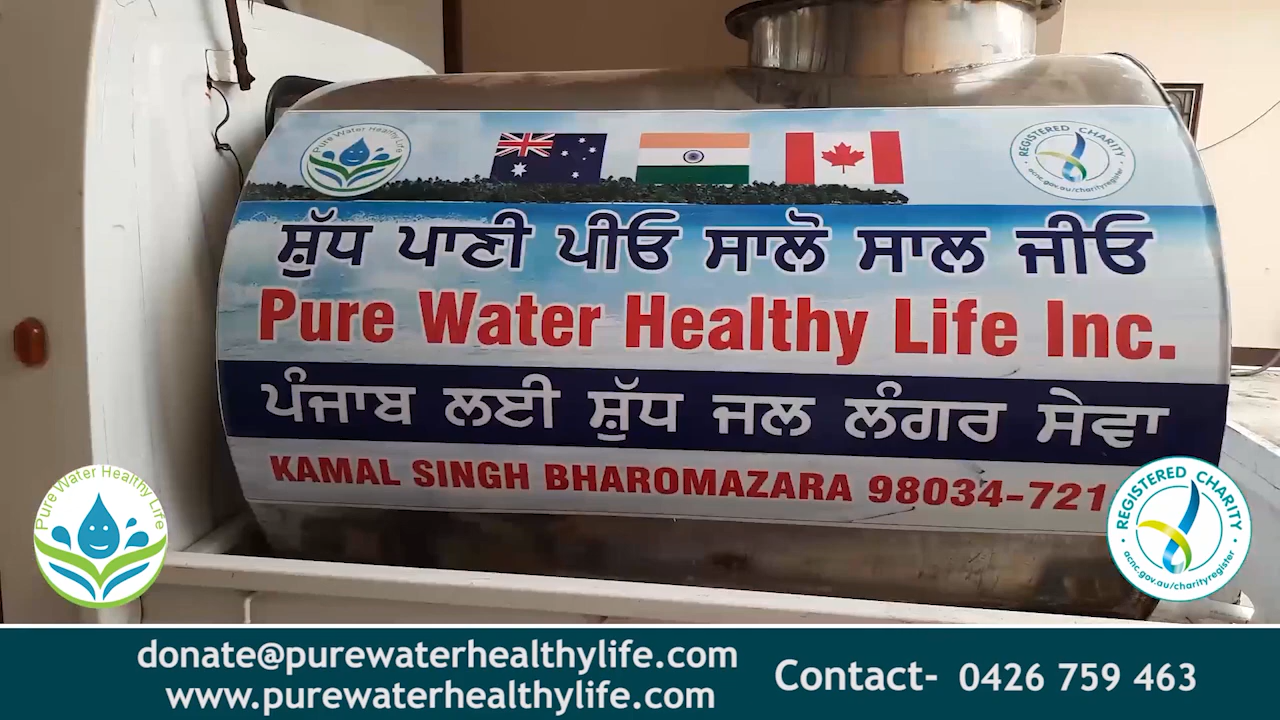 Pure Water Healthy Life
REGISTERED CHARITY
acnc.gov.au/charityregister
ਸ਼ੁੱਧ ਪਾਣੀ ਪੀਓ ਸਾਲੋ ਸਾਲ ਜੀਓ
Pure Water Healthy Life Inc.
ਪੰਜਾਬ ਲਈ ਸ਼ੁੱਧ ਜਲ ਲੰਗਰ ਸੇਵਾ
KAMAL SINGH BHAROMAZARA 98034-721
Pure Water Healthy Life
REGISTERED CHARITY
acnc.gov.au/charityregister
donate@purewaterhealthylife.com
www.purewaterhealthylife.com
Contact- 0426 759 463